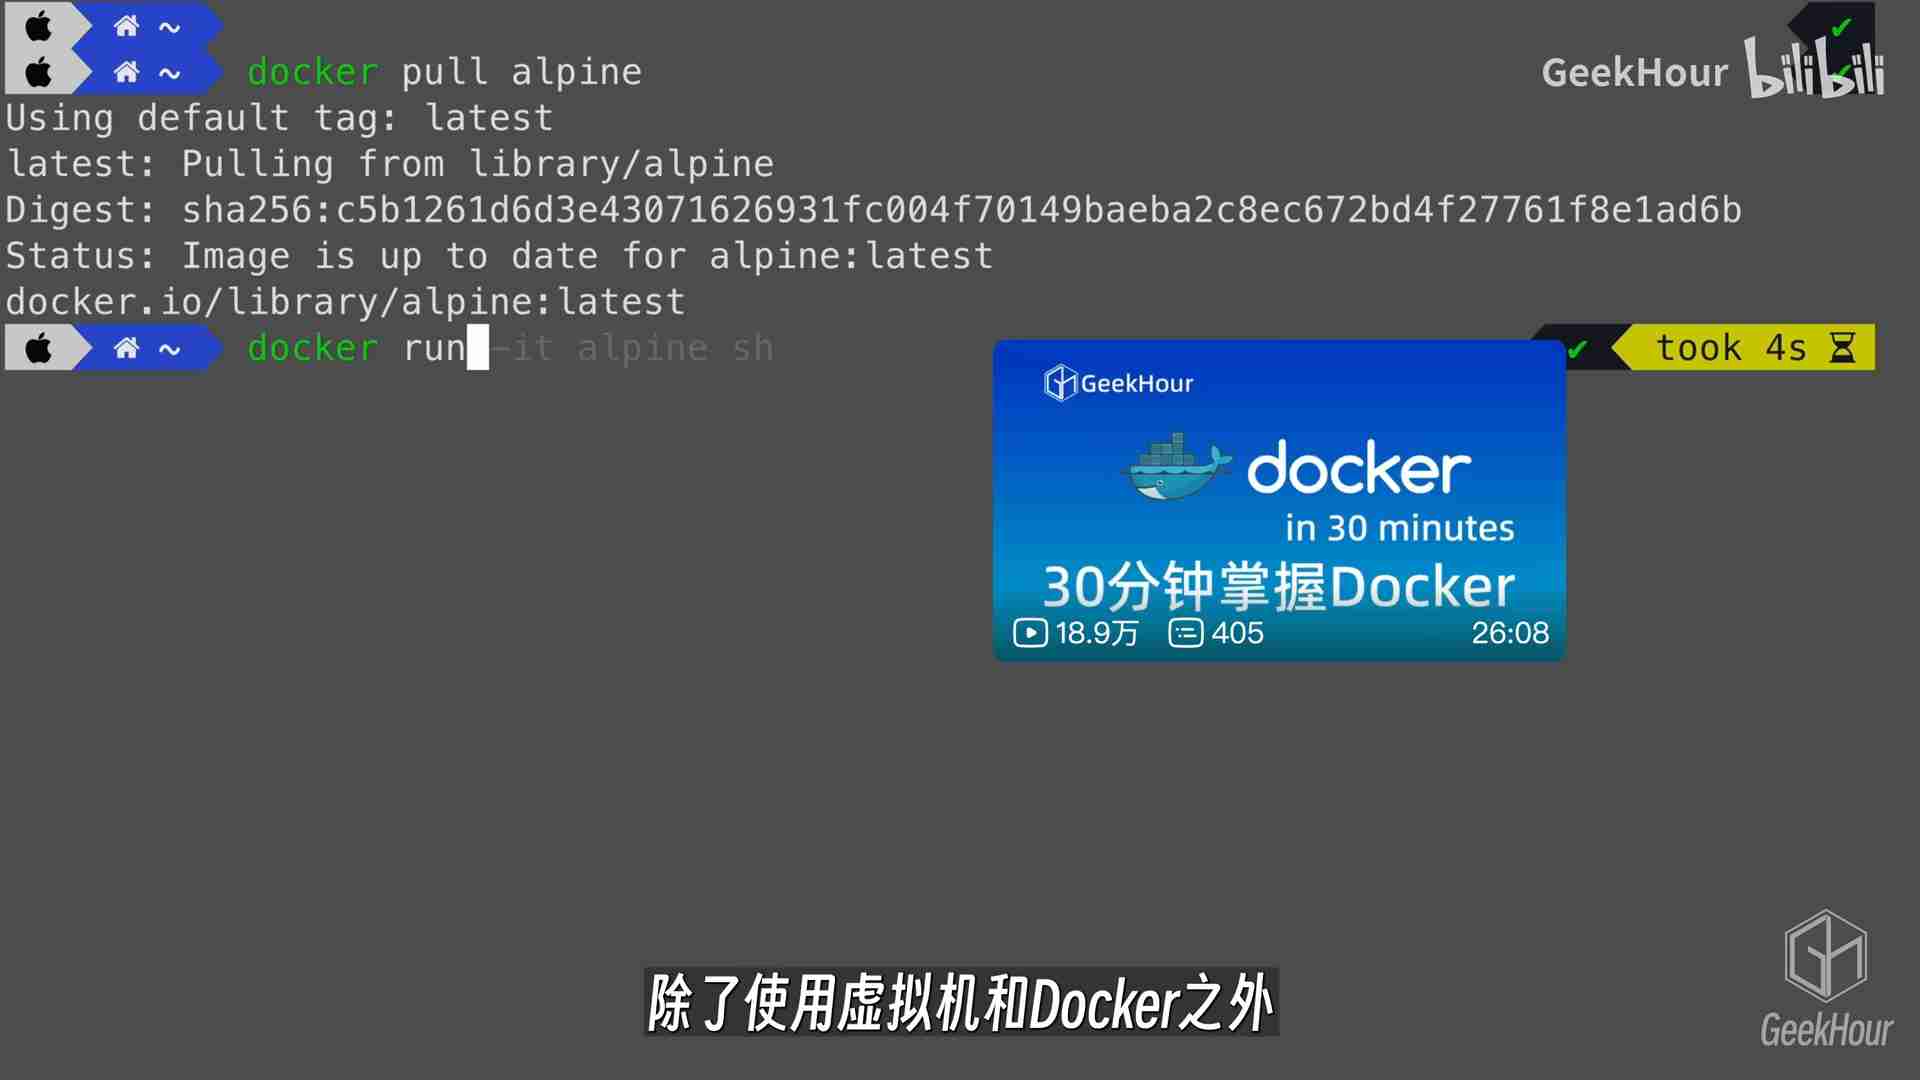 ~
~ docker pull alpine
GeekHour bilibili
Using default tag: latest
latest: Pulling from library/alpine
Digest: sha256:c5b1261d6d3e43071626931fc004f70149baeba2c8ec672bd4f27761f8e1ad6b
Status: Image is up to date for alpine:latest
docker.io/library/alpine:latest
~ docker run -it alpine sh
took 4s
GeekHour
docker
in 30 minutes
30分钟掌握Docker
18.9万 405 26:08
除了使用虚拟机和Docker之外
GeekHour